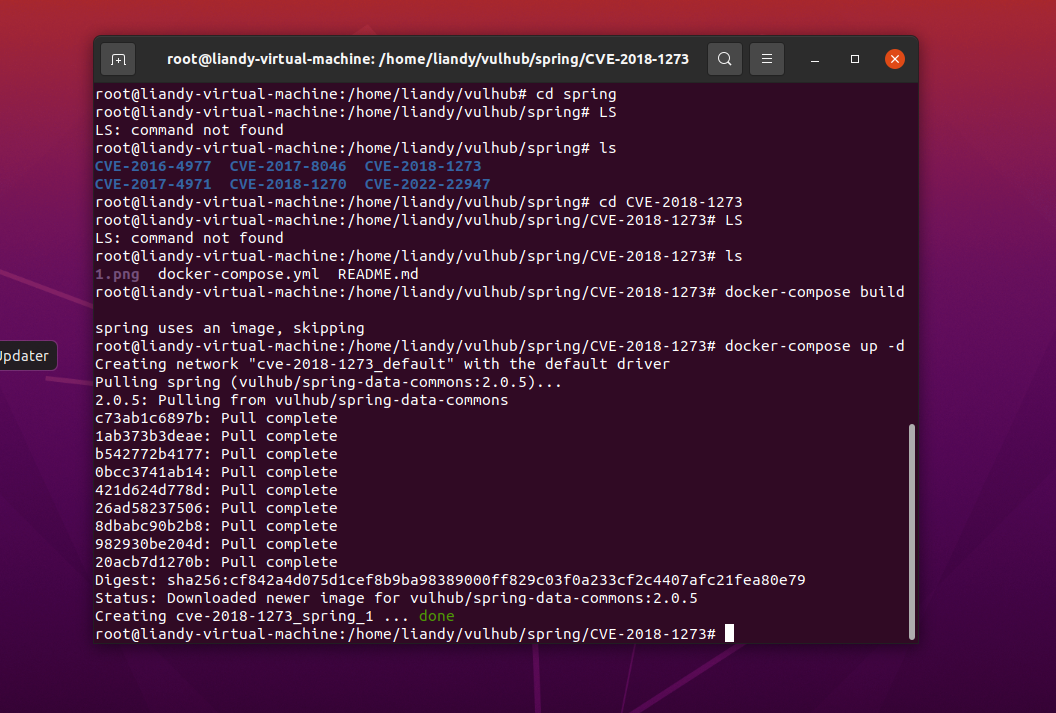 root@liandy-virtual-machine: /home/liandy/vulhub/spring/CVE-2018-1273
root@liandy-virtual-machine:/home/liandy/vulhub# cd spring
root@liandy-virtual-machine:/home/liandy/vulhub/spring# LS
LS: command not found
root@liandy-virtual-machine:/home/liandy/vulhub/spring# ls
CVE-2016-4977  CVE-2017-8046  CVE-2018-1273
CVE-2017-4971  CVE-2018-1270  CVE-2022-22947
root@liandy-virtual-machine:/home/liandy/vulhub/spring# cd CVE-2018-1273
root@liandy-virtual-machine:/home/liandy/vulhub/spring/CVE-2018-1273# LS
LS: command not found
root@liandy-virtual-machine:/home/liandy/vulhub/spring/CVE-2018-1273# ls
1.png  docker-compose.yml  README.md
root@liandy-virtual-machine:/home/liandy/vulhub/spring/CVE-2018-1273# docker-compose build
spring uses an image, skipping
root@liandy-virtual-machine:/home/liandy/vulhub/spring/CVE-2018-1273# docker-compose up -d
Updater
Creating network "cve-2018-1273_default" with the default driver
Pulling spring (vulhub/spring-data-commons:2.0.5)...
2.0.5: Pulling from vulhub/spring-data-commons
c73ab1c6897b: Pull complete
1ab373b3deae: Pull complete
b542772b4177: Pull complete
0bcc3741ab14: Pull complete
421d624d778d: Pull complete
26ad58237506: Pull complete
8dbabc90b2b8: Pull complete
982930be204d: Pull complete
20acb7d1270b: Pull complete
Digest: sha256:cf842a4d075d1cef8b9ba98389000ff829c03f0a233cf2c4407afc21fea80e79
Status: Downloaded newer image for vulhub/spring-data-commons:2.0.5
Creating cve-2018-1273_spring_1 ... done
root@liandy-virtual-machine:/home/liandy/vulhub/spring/CVE-2018-1273#